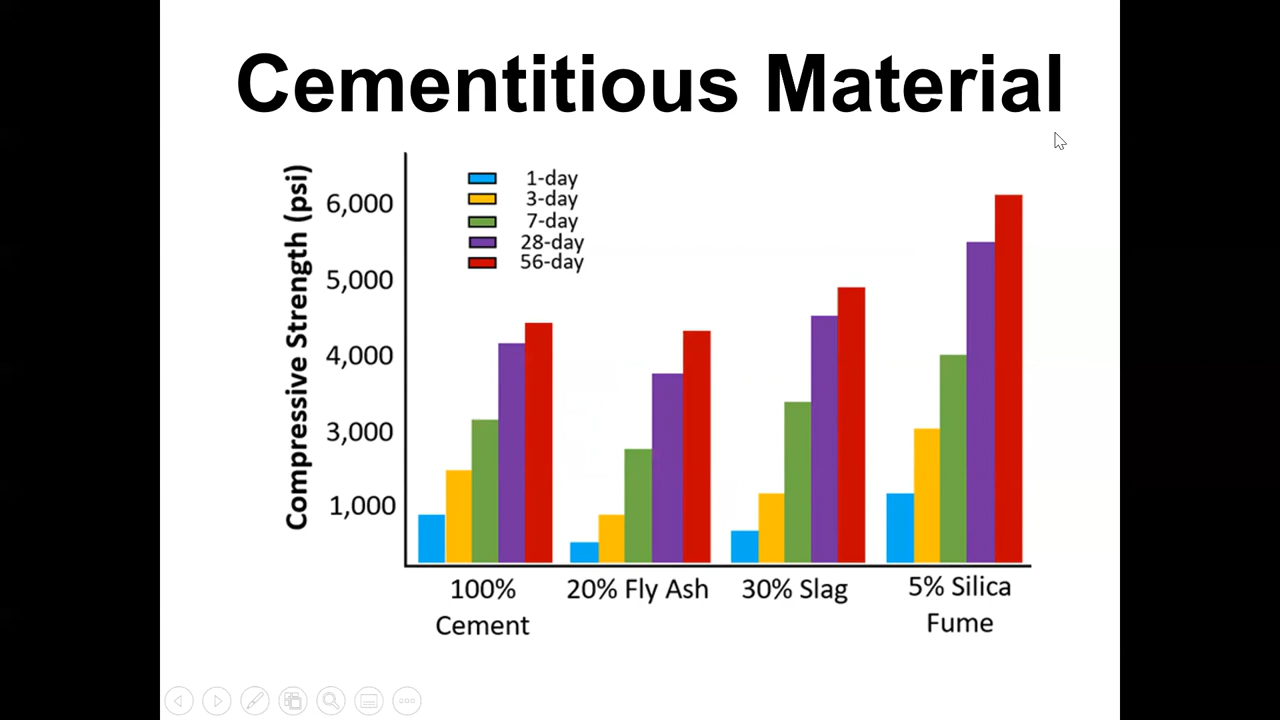 Cementitious Material
Compressive Strength (psi)
6,000
5,000
4,000
3,000
1,000
1-day
3-day
7-day
28-day
56-day
100%
Cement
20% Fly Ash
30% Slag
5% Silica
Fume